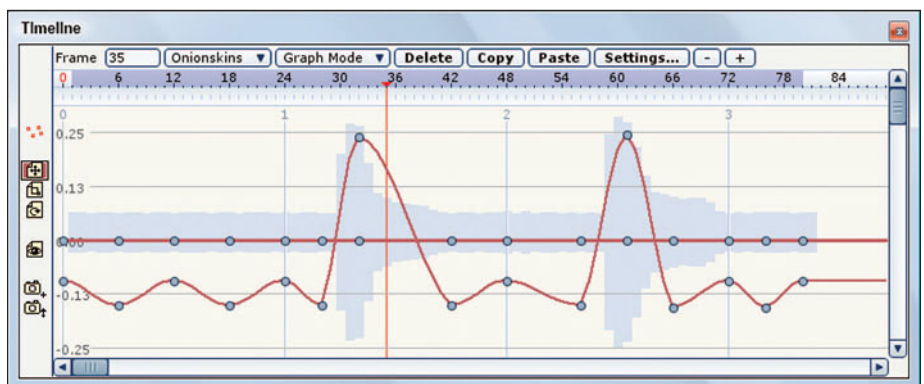 Timeline
Frame 35 Onionskins Graph Mode Delete Copy Paste Settings... - +
0 6 12 18 24 30 36 42 48 54 60 66 72 78 84
0 1 2 3
0.25
0.13
0.00
-0.13
-0.25